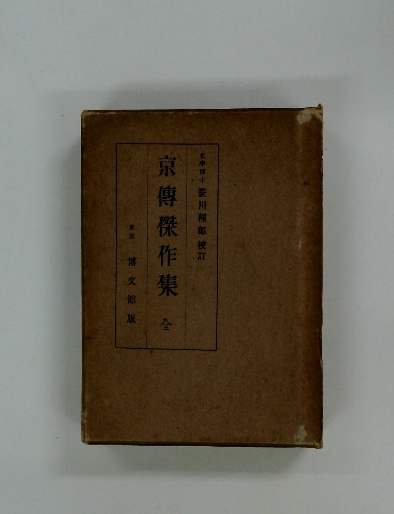 文學博士 笹川種郎 校訂
京傳傑作集 全
東京 博文館版